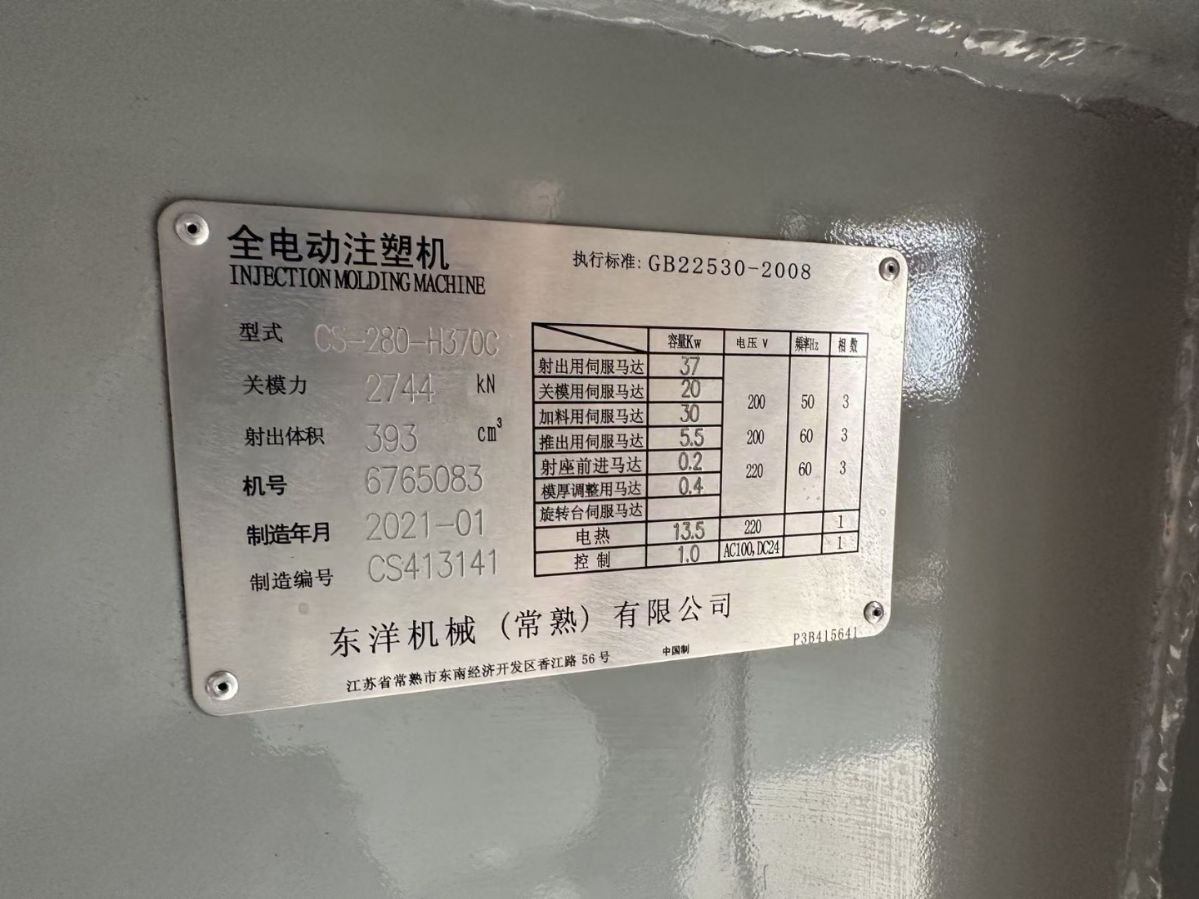 全电动注塑机
INJECTION MOLDING MACHINE
执行标准: GB22530-2008
型式 CS-280-H370C
关模力 2744 kN
射出体积 393 cm³
机号 6765083
制造年月 2021-01
制造编号 CS413141
容量Kw 电压 V 频率Hz 相数
射出用伺服马达 37
关模用伺服马达 20
加料用伺服马达 30
推出用伺服马达 5.5
射座前进马达 0.2
模厚调整用马达 0.4
旋转台伺服马达
200 50 3
200 60 3
220 60 3
电热 13.5 220 1
控制 1.0 AC100,DC24 1
东洋机械(常熟)有限公司
江苏省常熟市东南经济开发区香江路 56 号
中国制
P3B415641